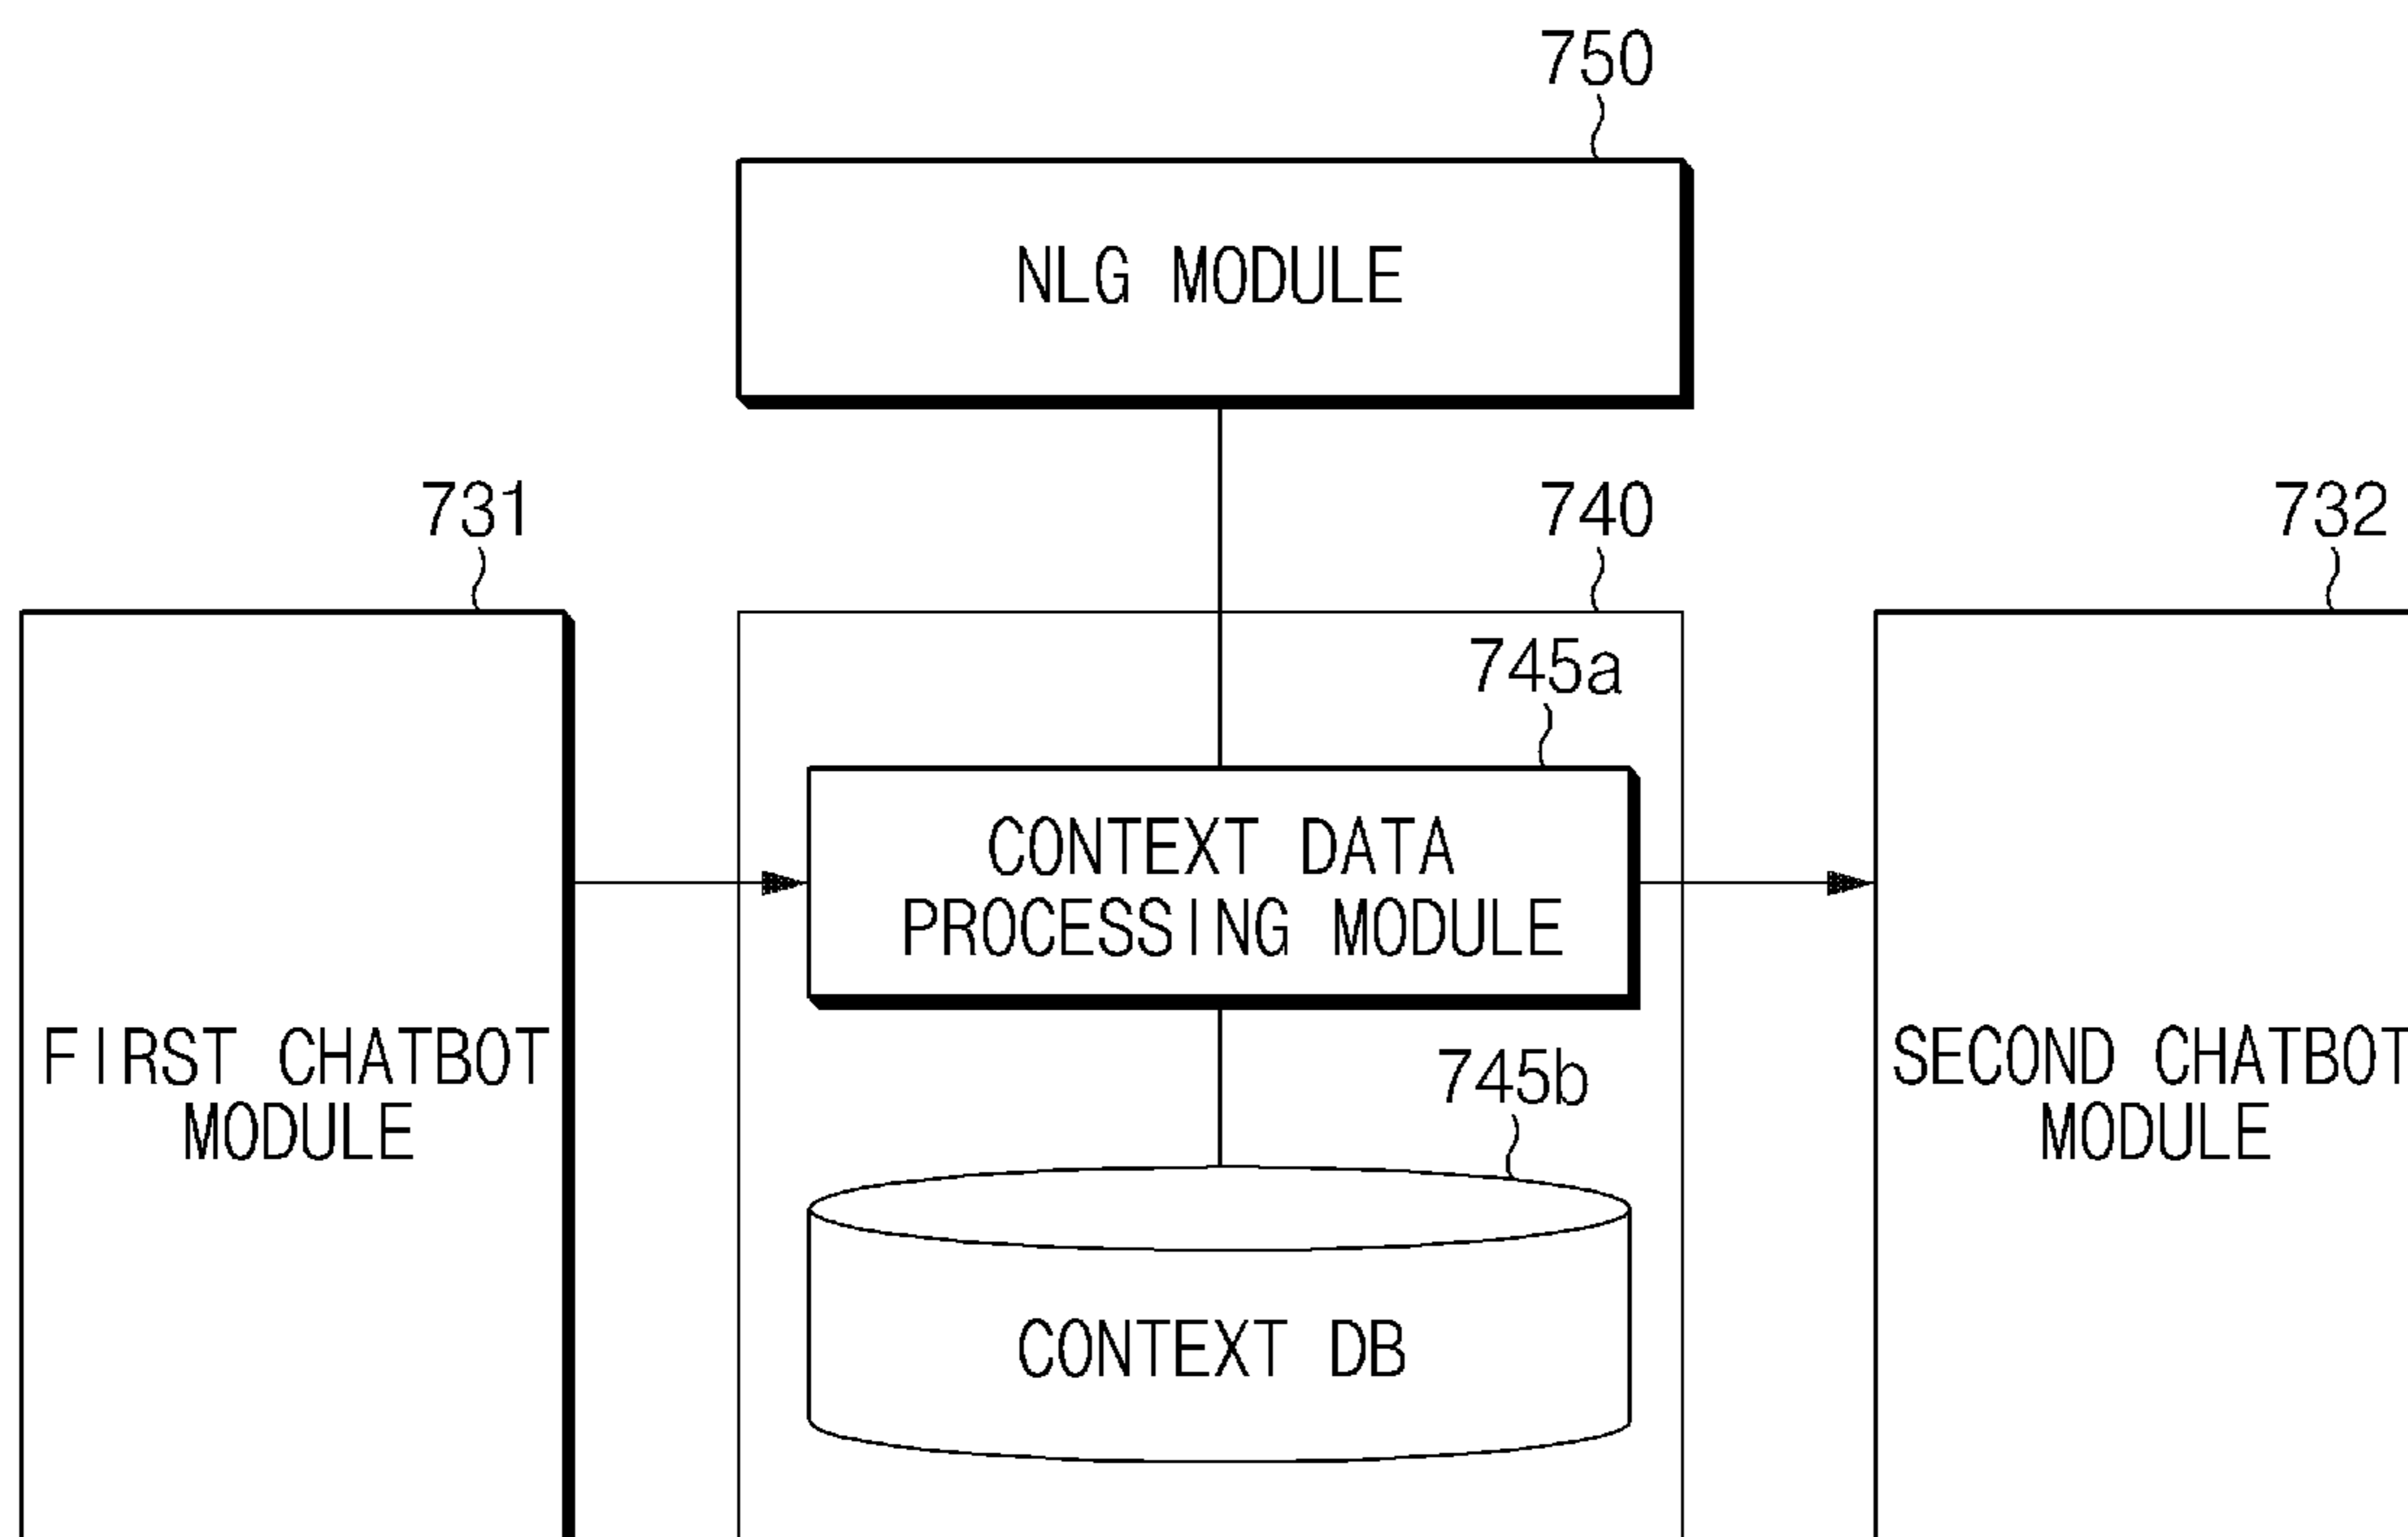 750
NLG MODULE
731
740
732
745a
CONTEXT DATA
PROCESSING MODULE
FIRST CHATBOT
MODULE
745b
SECOND CHATBOT
MODULE
CONTEXT DB